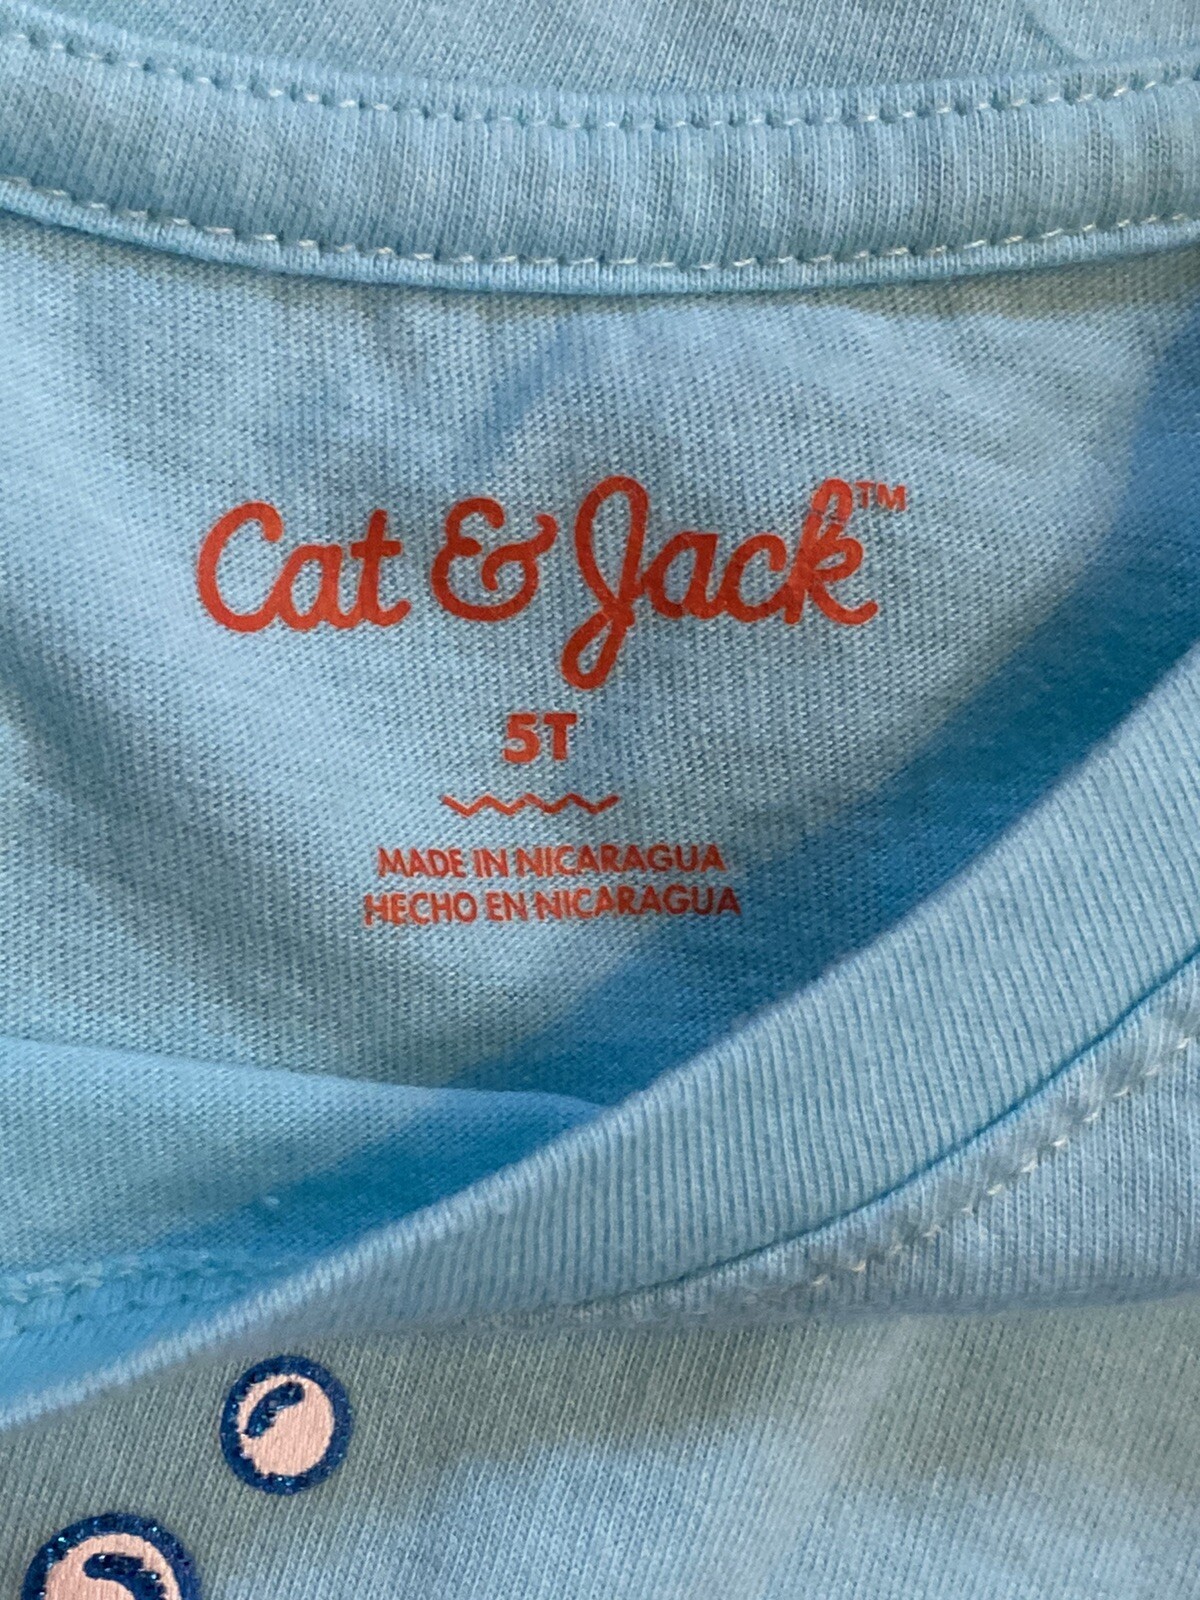 Cat & Jack™
5T
MADE IN NICARAGUA
HECHO EN NICARAGUA